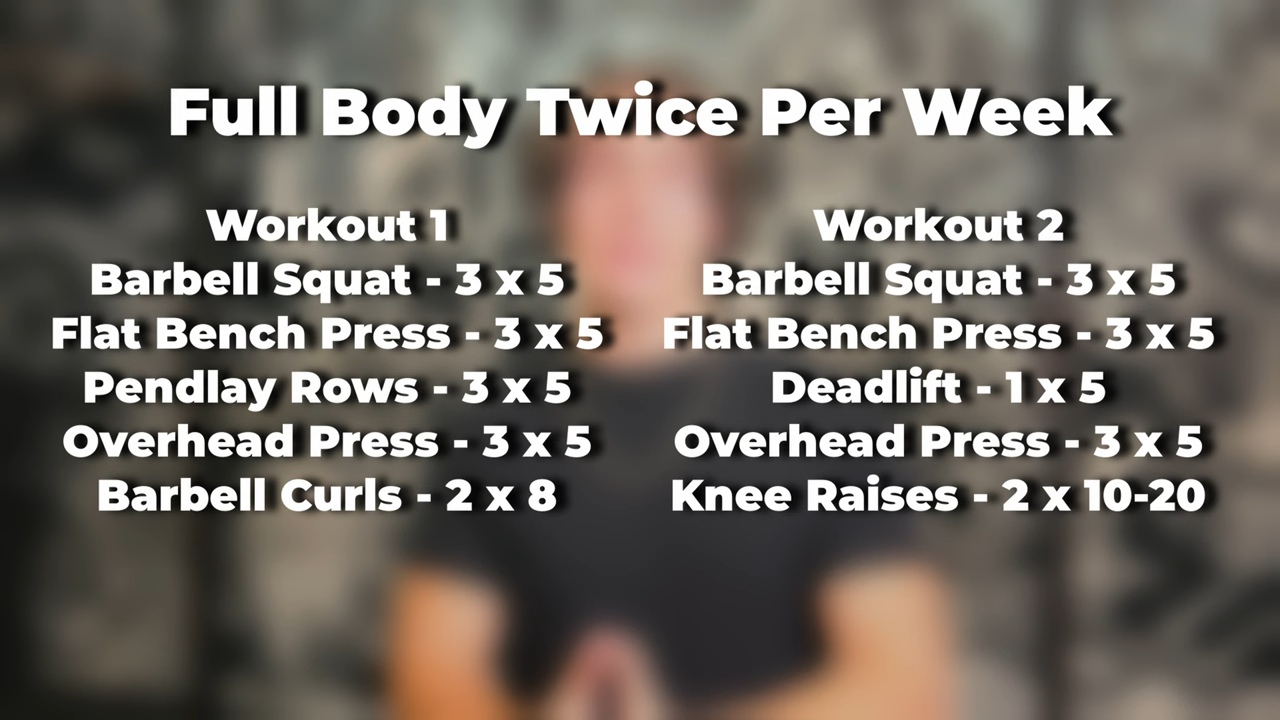 Full Body Twice Per Week
Workout 1
Barbell Squat - 3 x 5
Flat Bench Press - 3 x 5
Pendlay Rows - 3 x 5
Overhead Press - 3 x 5
Barbell Curls - 2 x 8
Workout 2
Barbell Squat - 3 x 5
Flat Bench Press - 3 x 5
Deadlift - 1 x 5
Overhead Press - 3 x 5
Knee Raises - 2 x 10-20